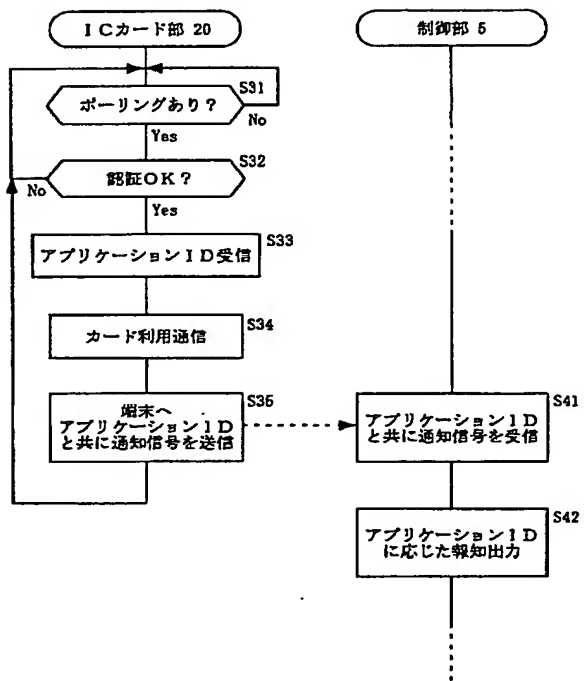 ICカード部 20
制御部 5
S31
ポーリングあり?
No
Yes
S32
認証OK?
No
Yes
S33
アプリケーションID受信
S34
カード利用通信
S35
端末へ
アプリケーションID
と共に通知信号を送信
S41
アプリケーションID
と共に通知信号を受信
S42
アプリケーションID
に応じた報知出力